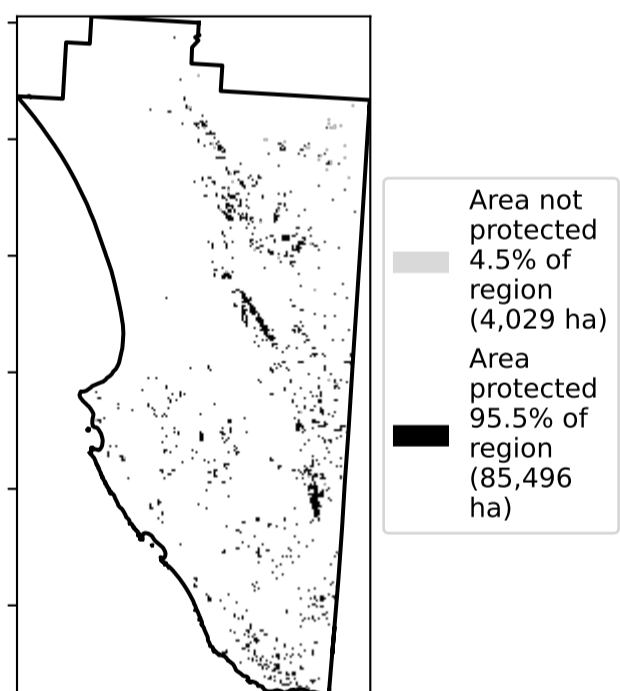 Area not
protected
4.5% of
region
(4,029 ha)
Area
protected
95.5% of
region
(85,496
ha)